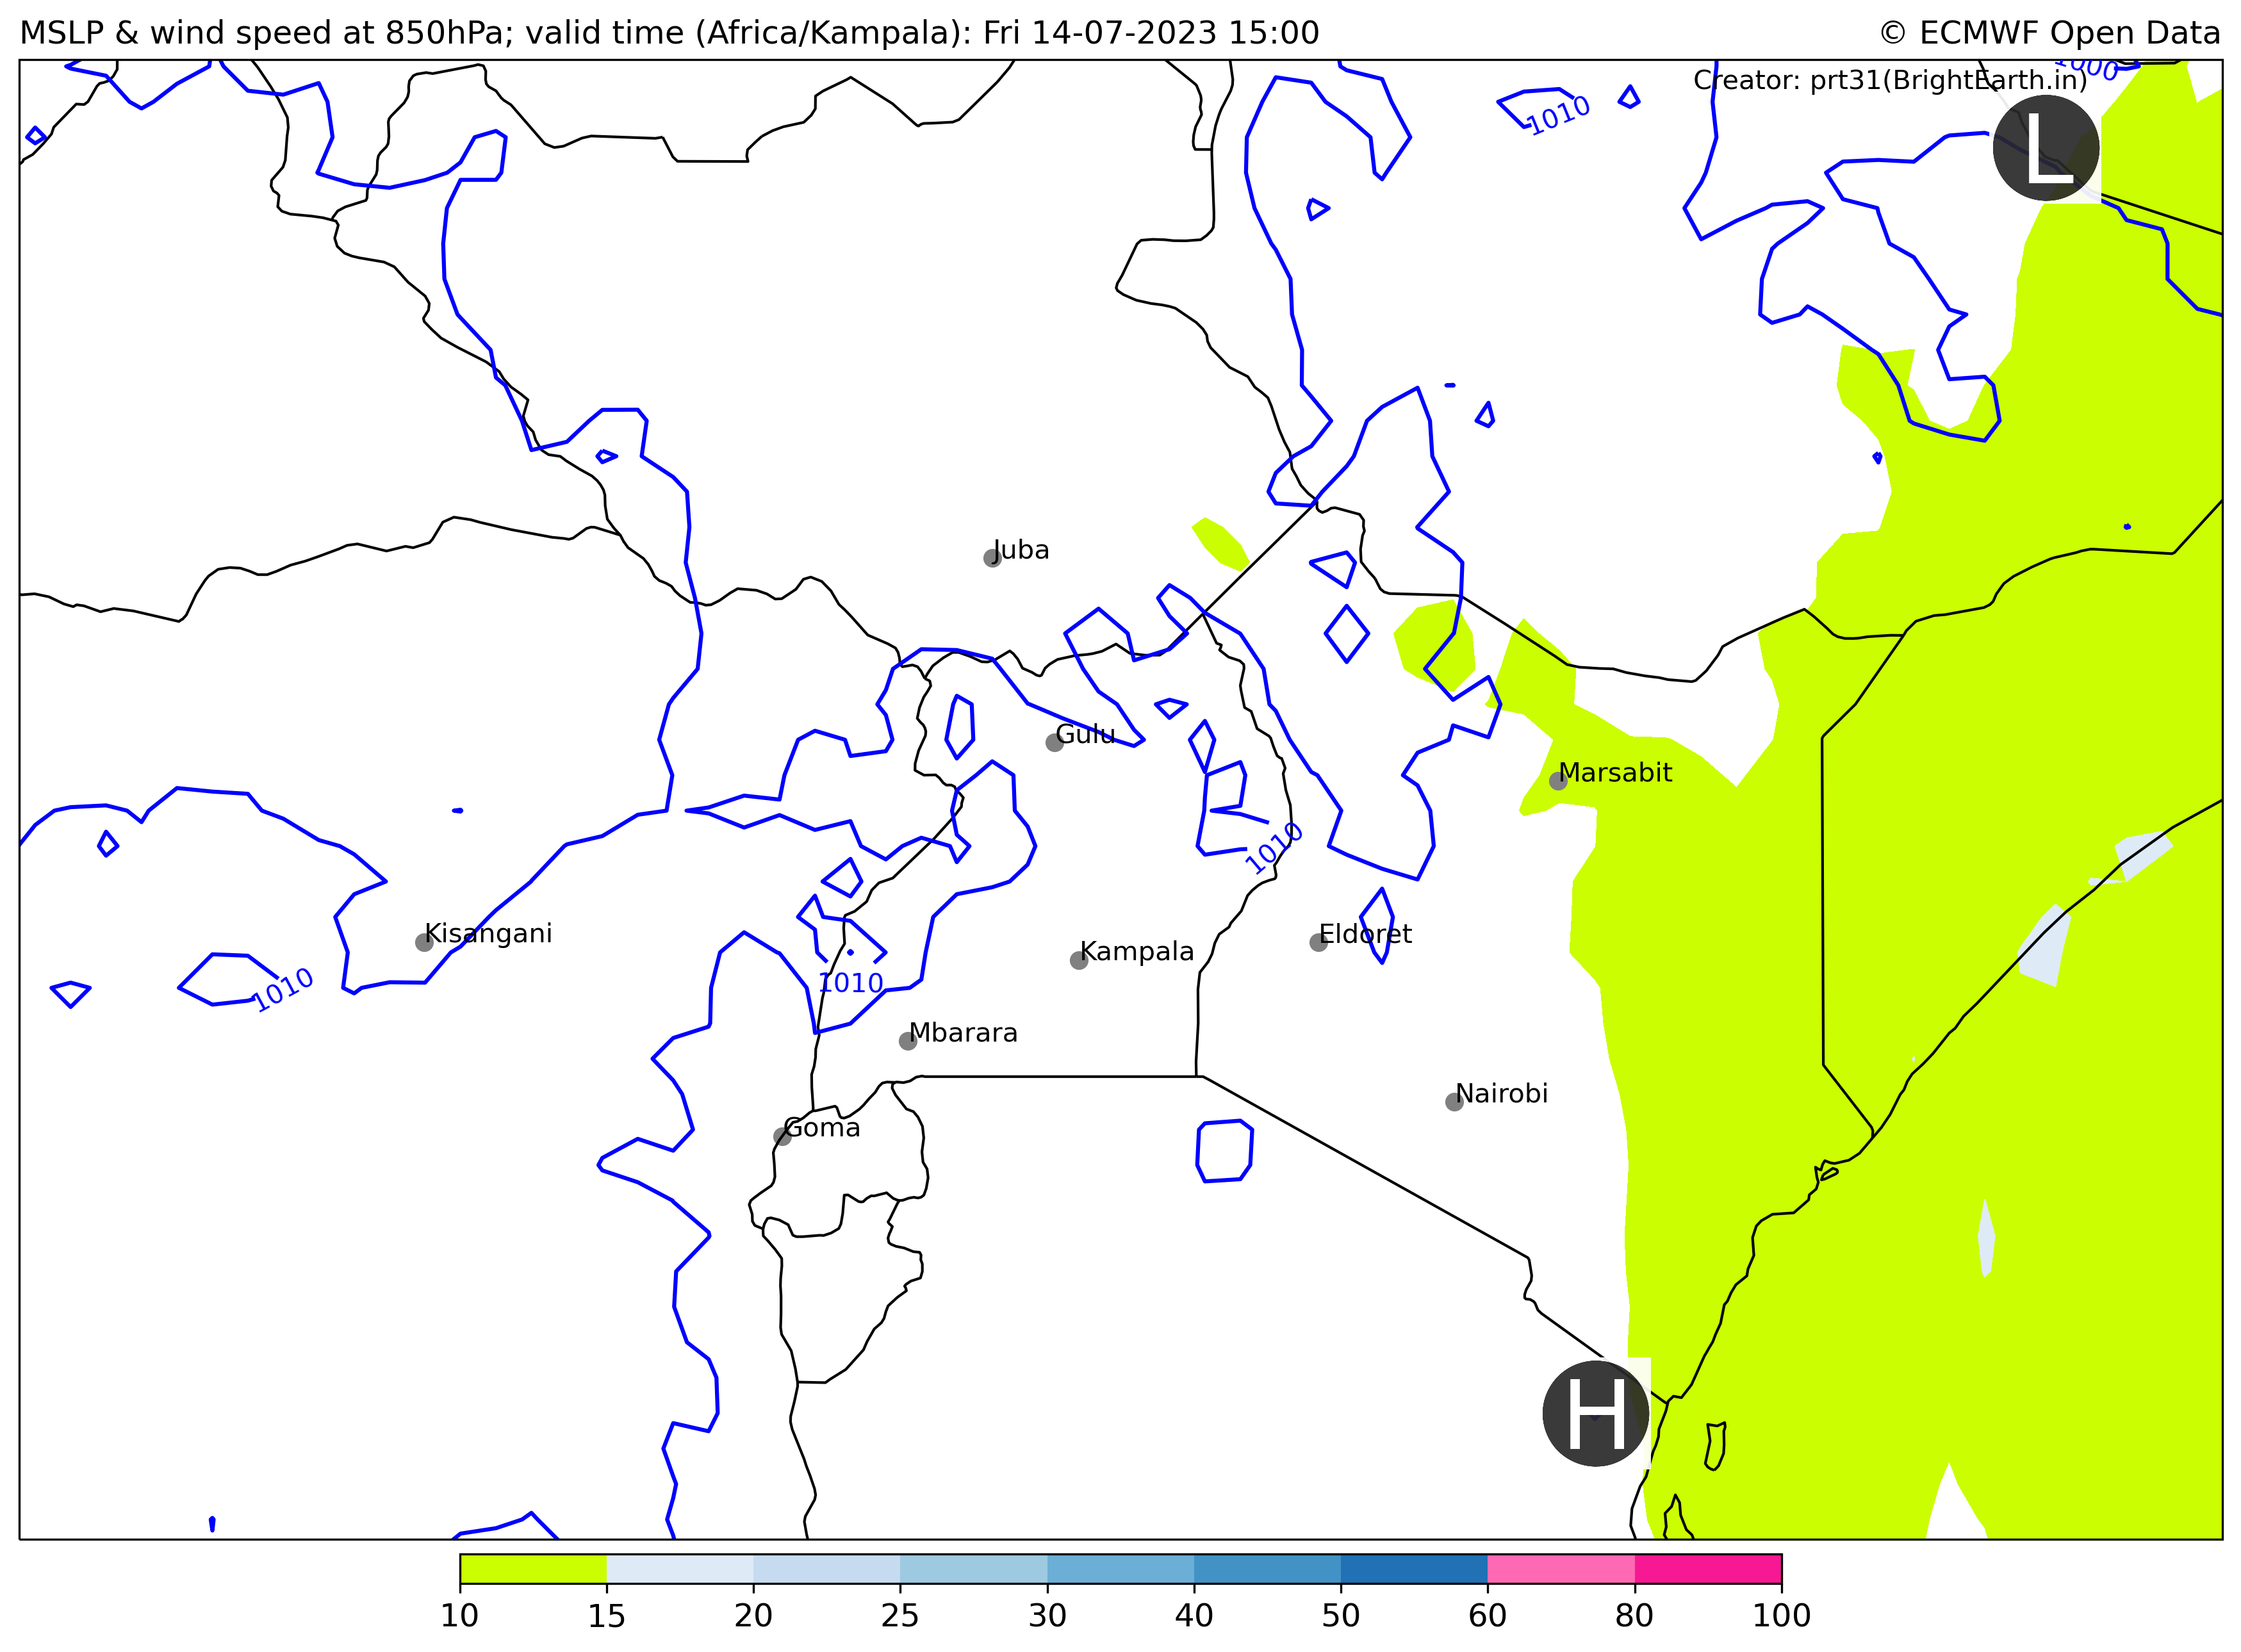 MSLP & wind speed at 850hPa; valid time (Africa/Kampala): Fri 14-07-2023 15:00
© ECMWF Open Data
1000
Creator: prt31(BrightEarth.in)
1010
L
Juba
Gulu
Marsabit
1010
Kisangani
Eldoret
Kampala
1010
1010
Mbarara
Nairobi
Goma
H
10 15 20 25 30 40 50 60 80 100